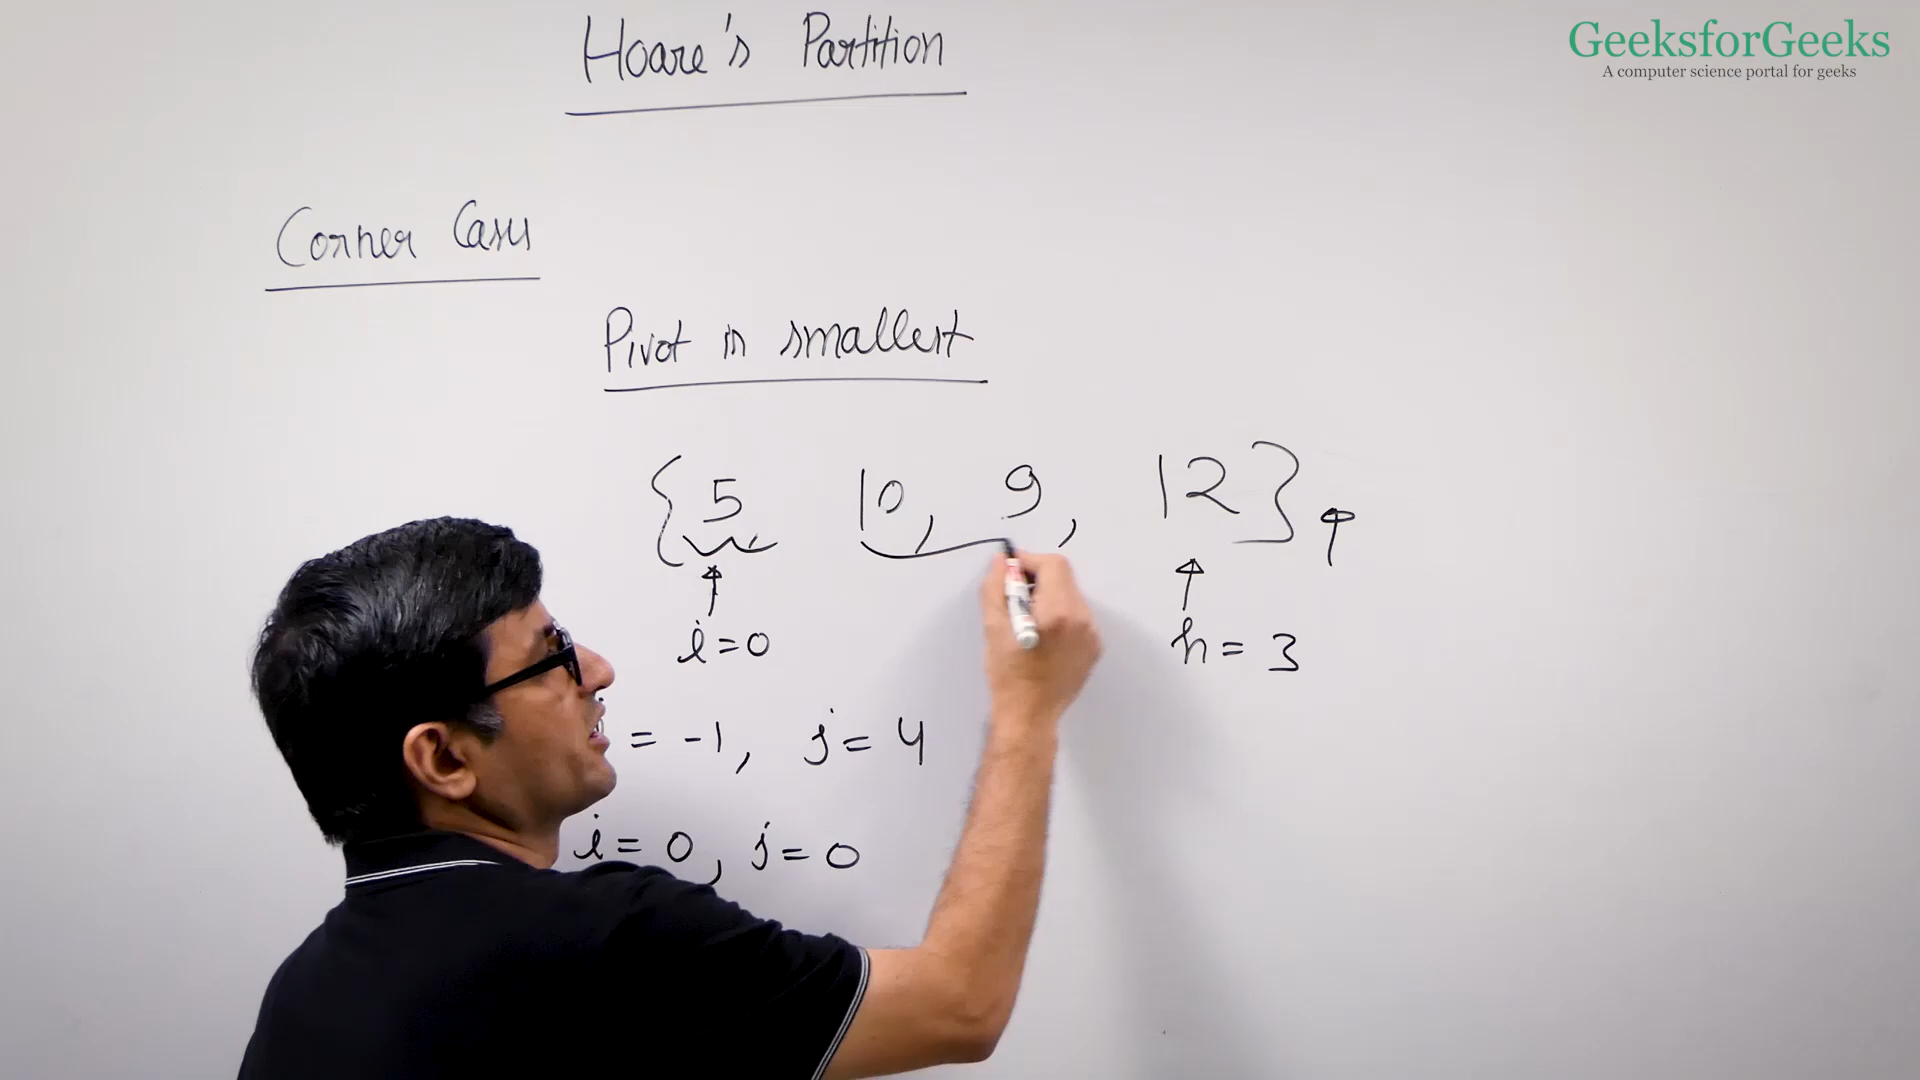 Hoare's Partition
GeeksforGeeks
A computer science portal for geeks
Corner Cases
Pivot is smallest
{5 10, 9, 12}
l=0 h=3
= -1, j=4
i=0, j=0